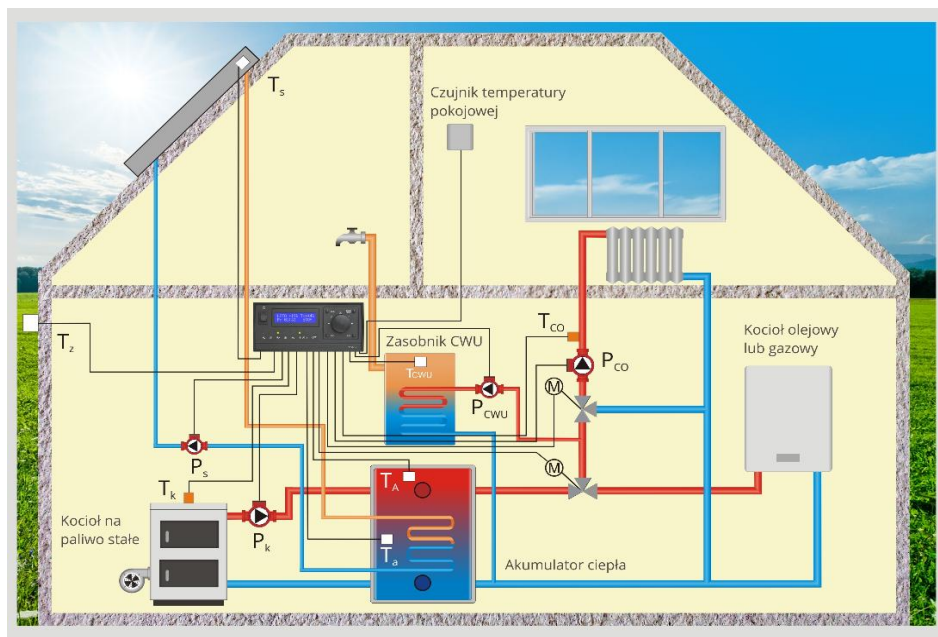 Ts
Czujnik temperatury
pokojowej
Tz
Zasobnik CWU
TCWU
PCWU
Tco
Pco
M
Kocioł olejowy
lub gazowy
Ps
M
Tk
TA
Pk
Kocioł na
paliwo stałe
Ta
Akumulator ciepła